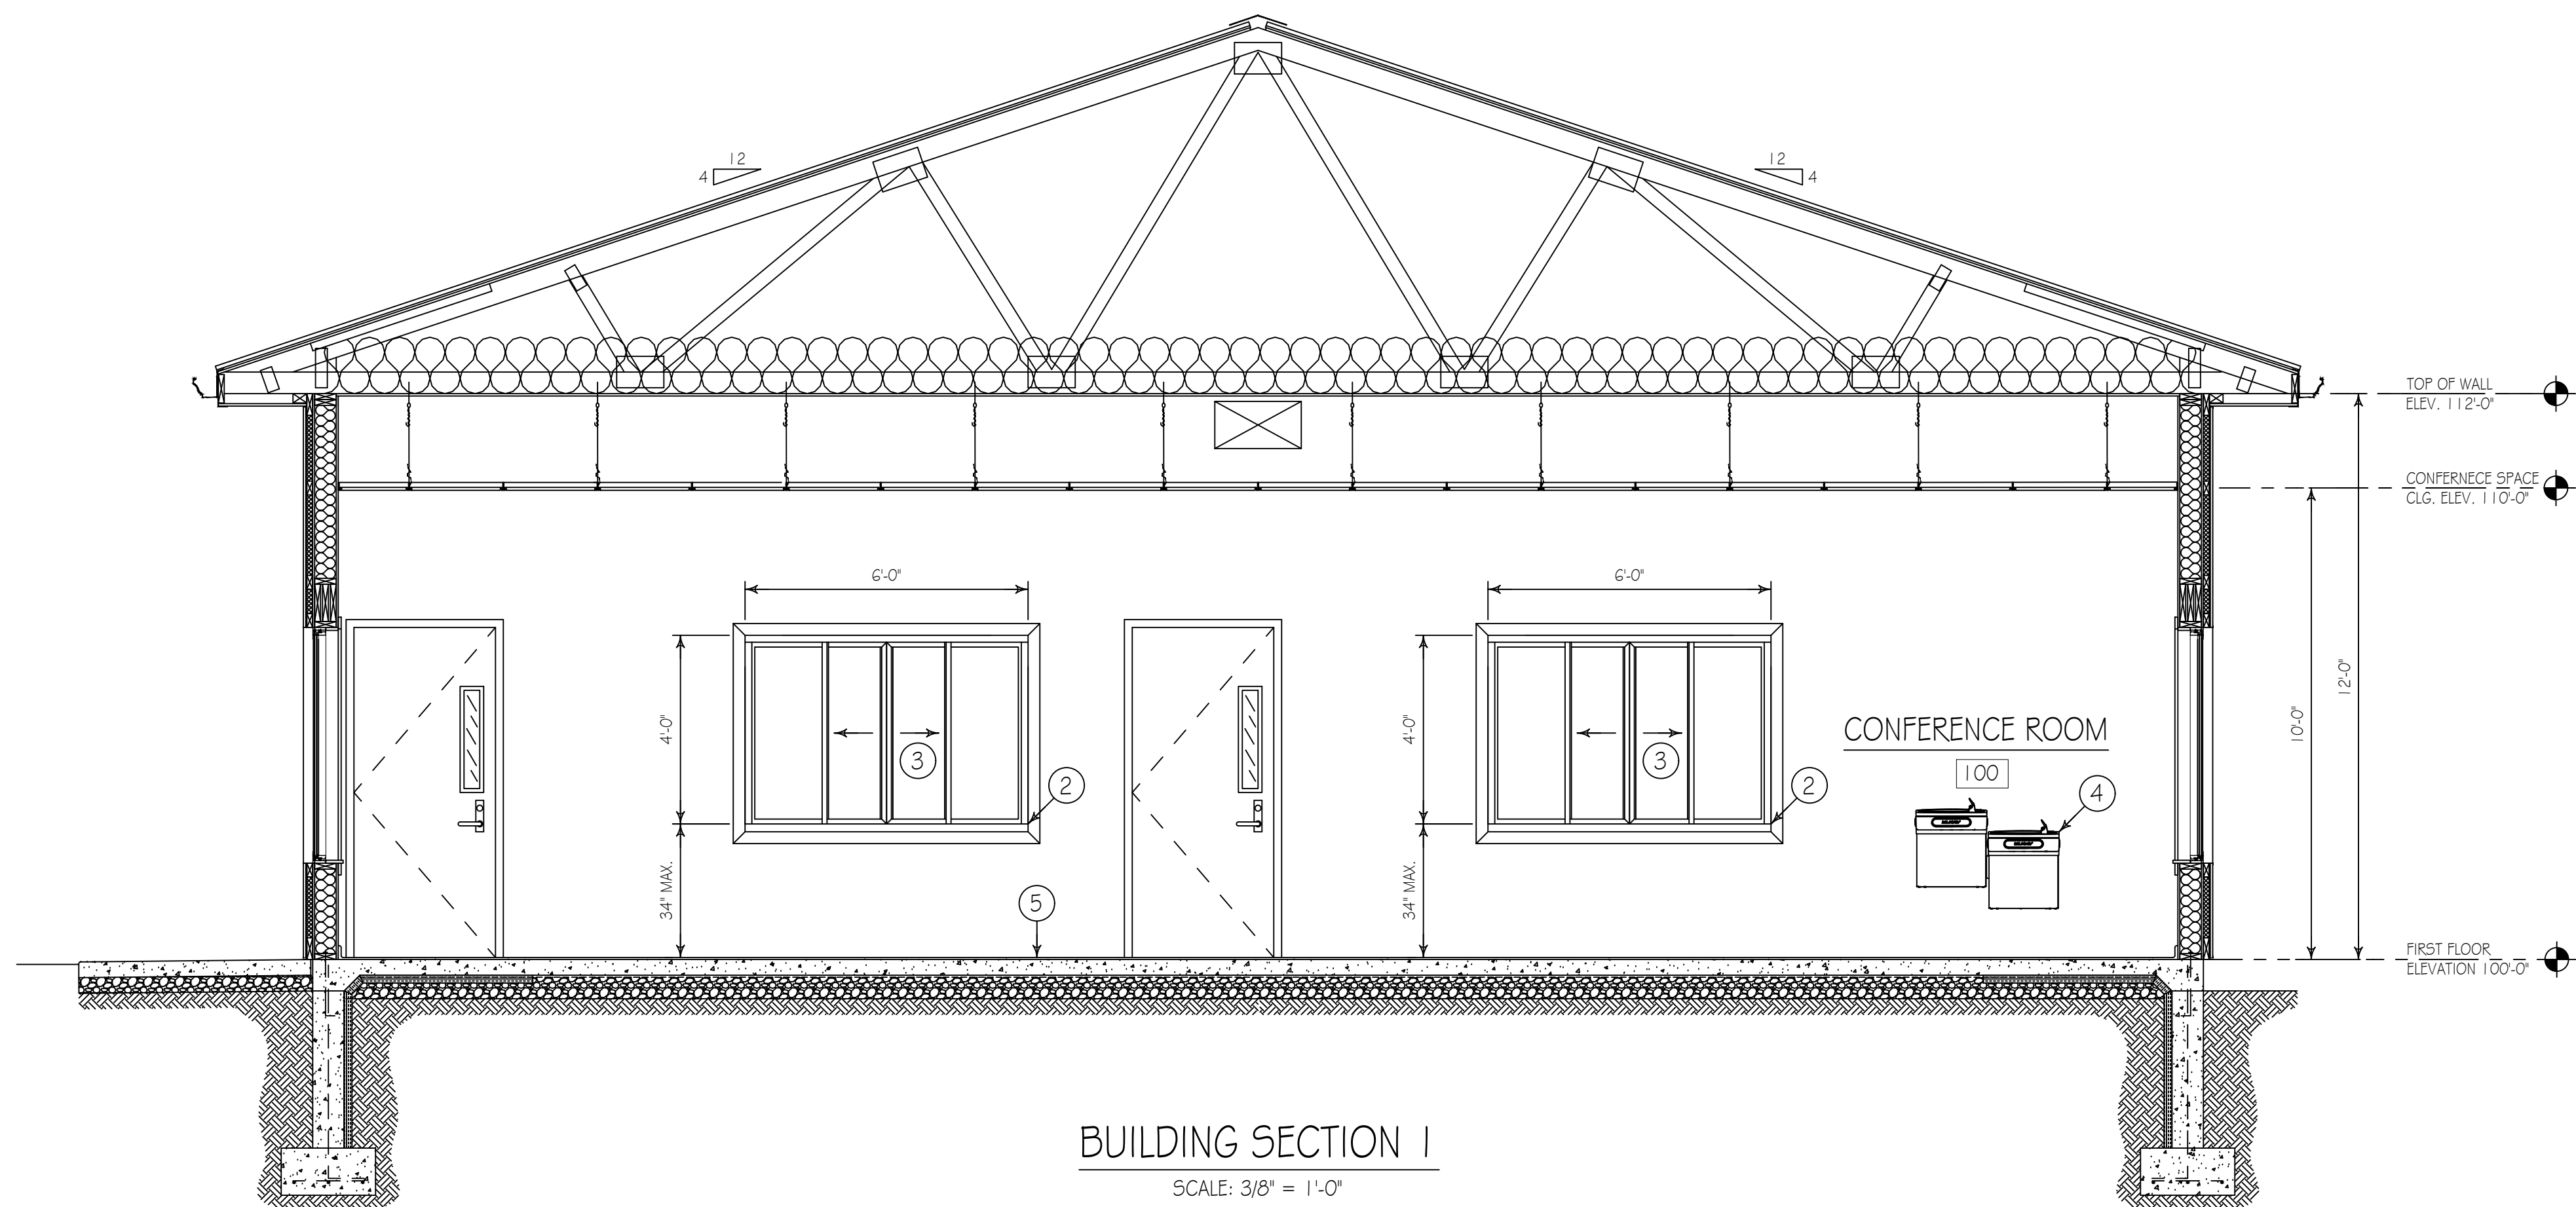 12
4
12
4
TOP OF WALL
ELEV. 112'-0"
CONFERNECE SPACE
CLG. ELEV. 110'-0"
6'-0"
6'-0"
4'-0"
4'-0"
10'-0"
12'-0"
CONFERENCE ROOM
100
3
3
2
2
4
34" MAX.
34" MAX.
5
FIRST FLOOR
ELEVATION 100'-0"
BUILDING SECTION 1
SCALE: 3/8" = 1'-0"